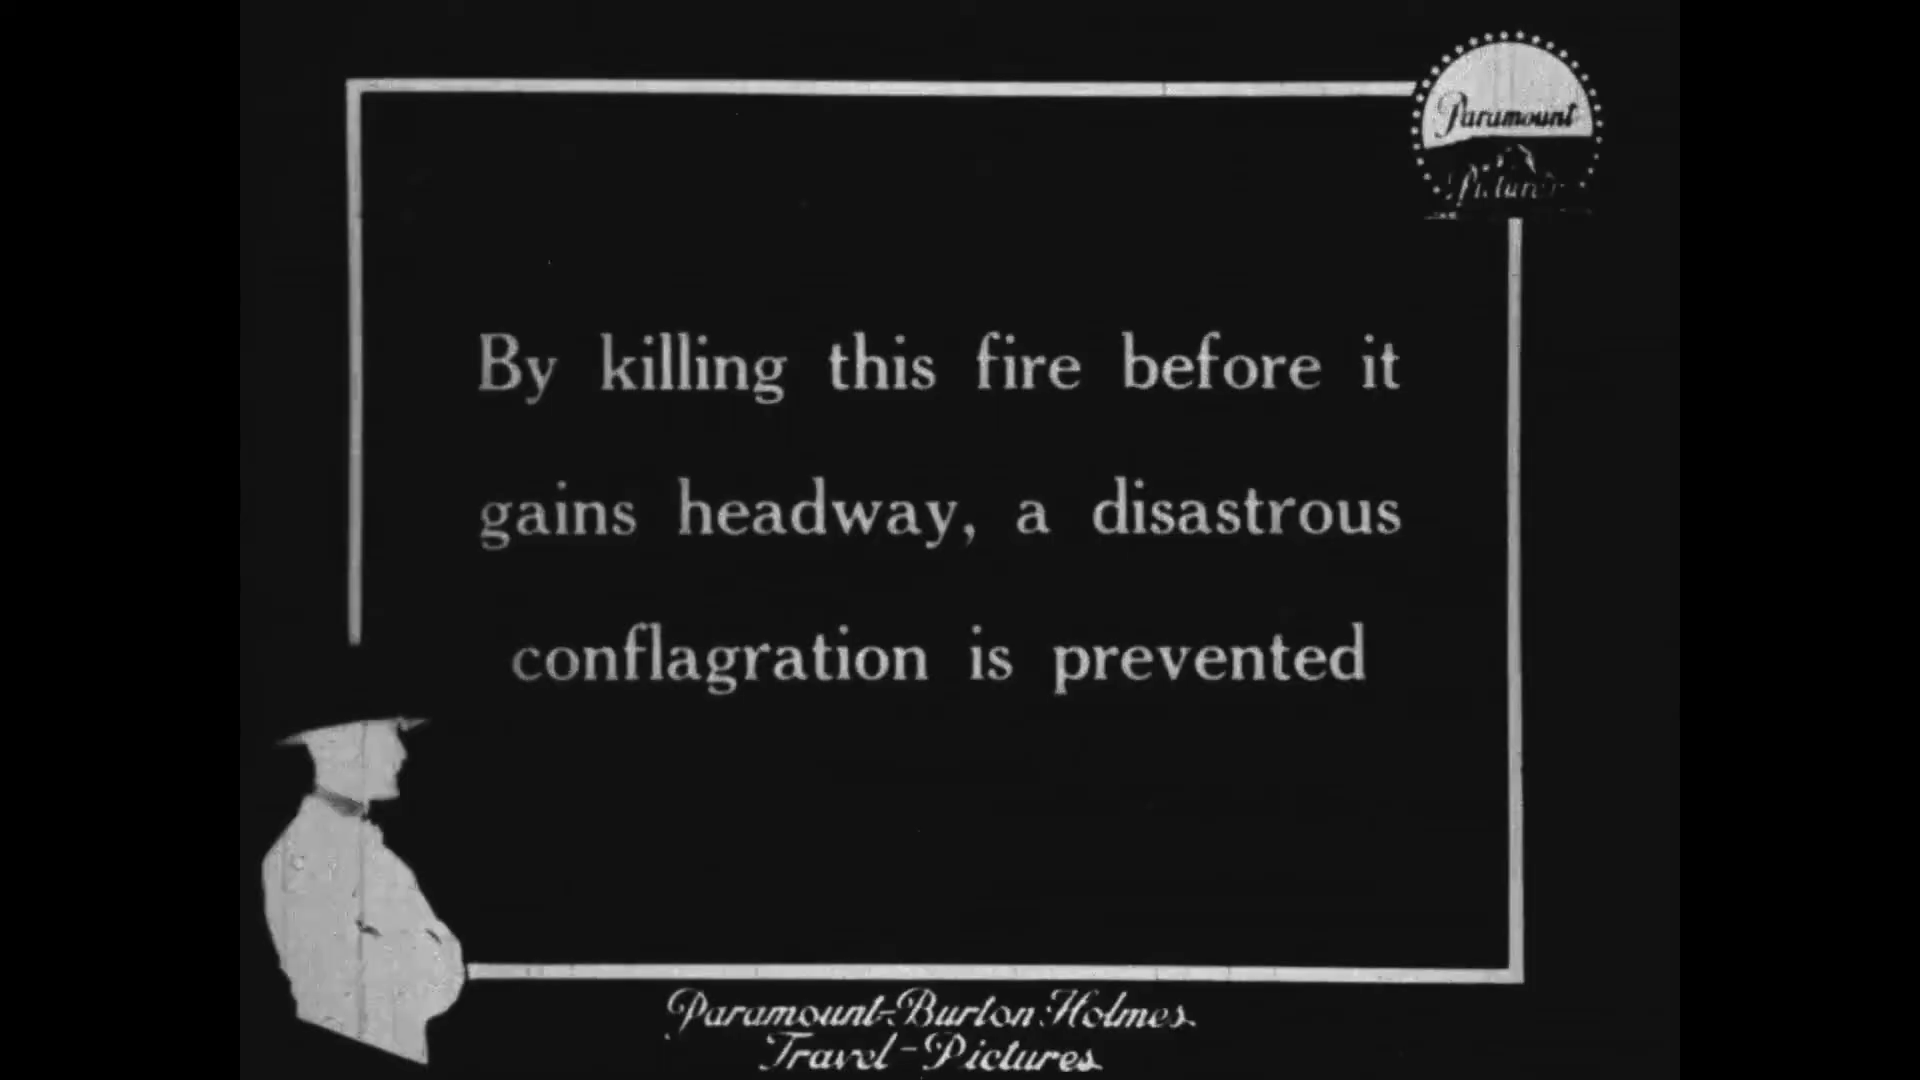 Paramount
Pictures
By killing this fire before it
gains headway, a disastrous
conflagration is prevented
Paramount-Burton Holmes
Travel-Pictures